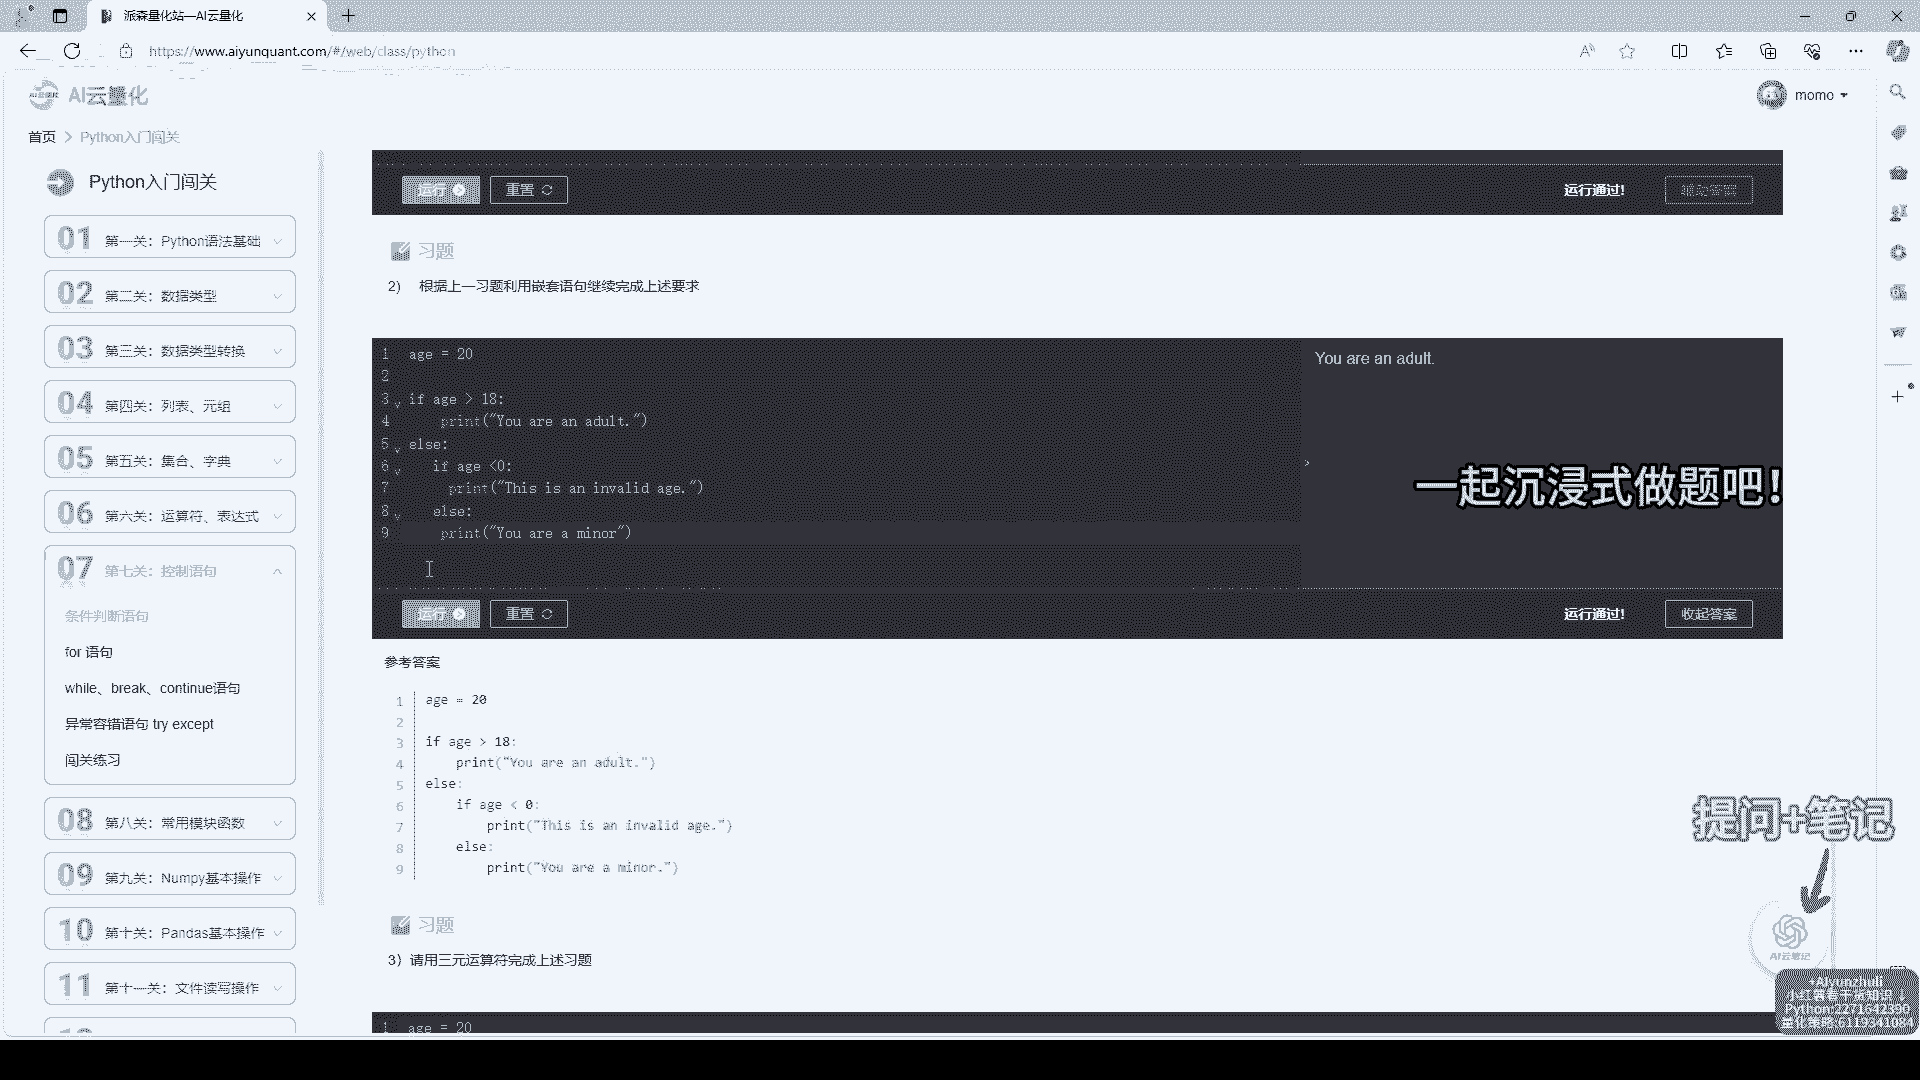 派森量化站—AI云量化
https://www.aiyunquant.com/#/web/class/python
AI云量化
momo
首页 > Python入门闯关
Python入门闯关
01 第一关：Python语法基础
02 第二关：数据类型
03 第三关：数据类型转换
04 第四关：列表、元组
05 第五关：集合、字典
06 第六关：运算符、表达式
07 第七关：控制语句
条件判断语句
for 语句
while、break、continue语句
异常容错语句 try except
闯关练习
08 第八关：常用模块函数
09 第九关：Numpy基本操作
10 第十关：Pandas基本操作
11 第十一关：文件读写操作
运行
重置
运行通过!
辅助答案
习题
2) 根据上一习题利用嵌套语句继续完成上述要求
1 age = 20
2
3 if age > 18:
4 print("You are an adult.")
5 else:
6 if age <0:
7 print("This is an invalid age.")
8 else:
9 print("You are a minor")
You are an adult.
一起沉浸式做题吧!
运行
重置
运行通过!
收起答案
参考答案
1 age = 20
2
3 if age > 18:
4 print("You are an adult.")
5 else:
6 if age < 0:
7 print("This is an invalid age.")
8 else:
9 print("You are a minor.")
提问+笔记
AI云笔记
习题
3）请用三元运算符完成上述习题
1 age = 20
+Aiyunzhuli